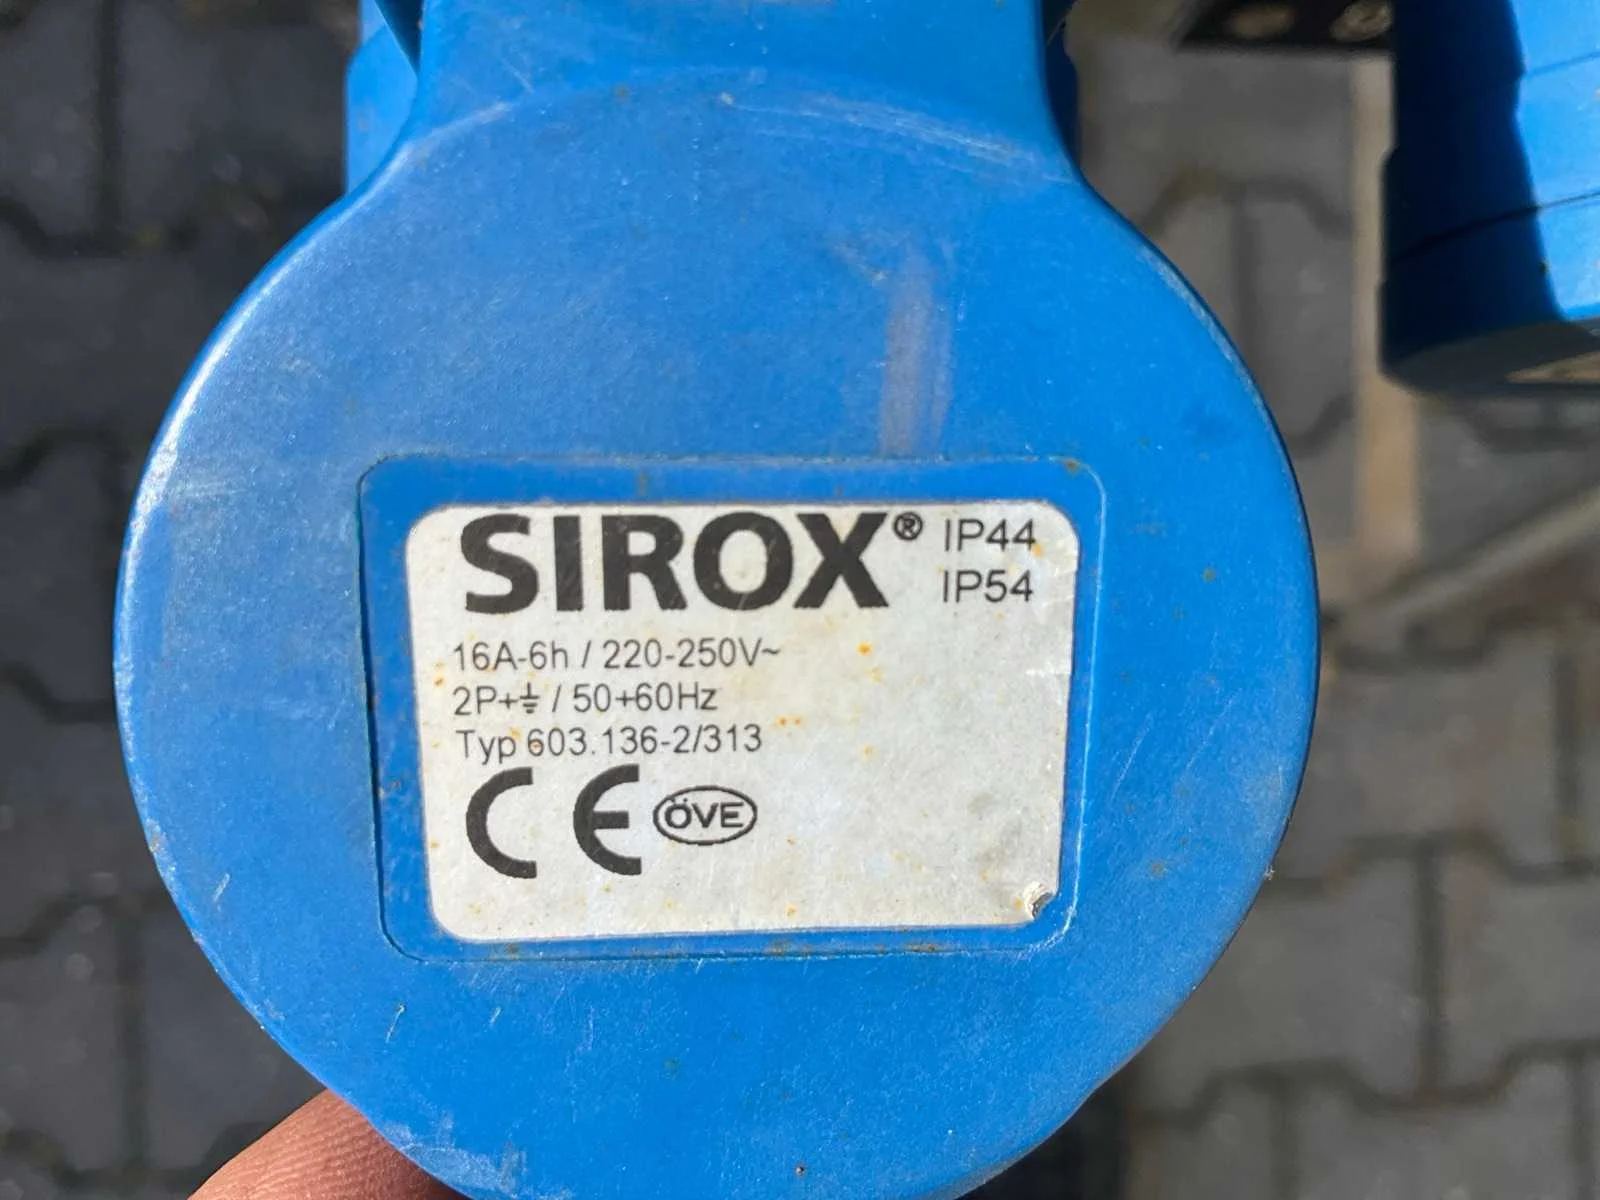 SIROX® IP44
IP54
16A-6h / 220-250V~
2P+⏚ / 50+60Hz
Typ 603.136-2/313
CE ÖVE